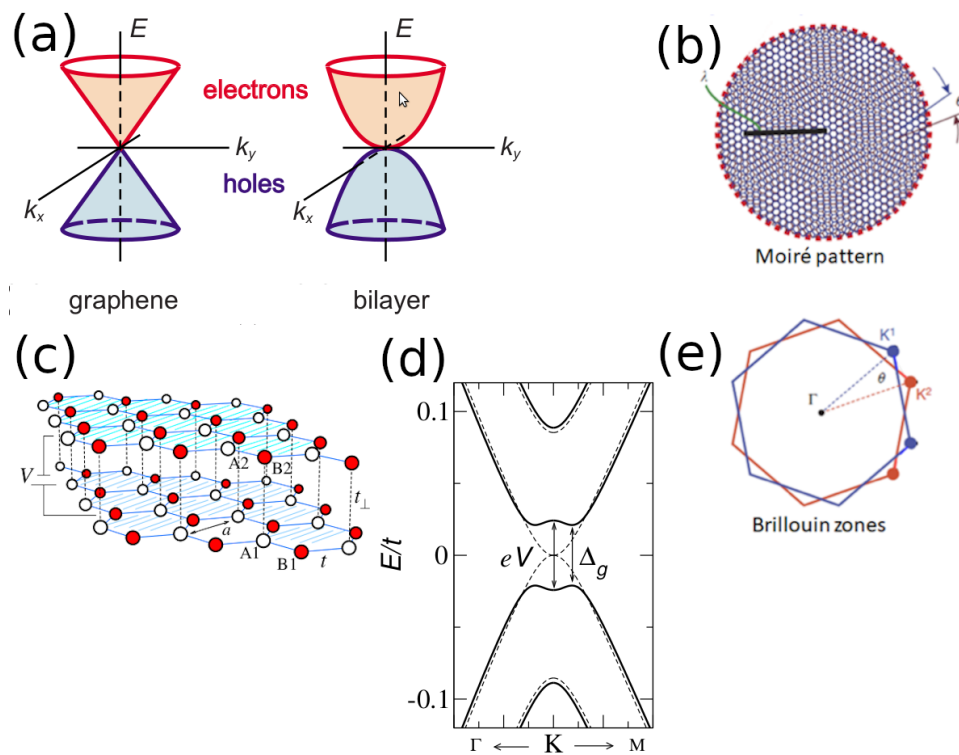 (a)
E
E
electrons
k_y
k_y
holes
k_x
k_x
graphene
bilayer
(b)
λ
θ
Moiré pattern
(c)
V
A2
B2
t⊥
a
A1
B1
t
(d)
0.1
E/t
0
eV
Δg
-0.1
Γ ← K → M
(e)
K¹
θ
Γ
K²
Brillouin zones